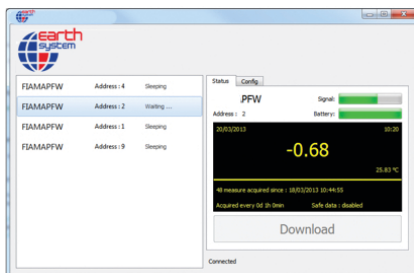 earth
system
FIAMAPFW Address : 4 Sleeping
FIAMAPFW Address : 2 Waiting ...
FIAMAPFW Address : 1 Sleeping
FIAMAPFW Address : 9 Sleeping
Status Config
.PFW Signal:
Address : 2 Battery:
20/03/2013 10:20
-0.68
25.83 °C
48 measure acquired since : 18/03/2013 10:44:55
Acquired every 0d 1h 0min Safe data : disabled
Download
Connected